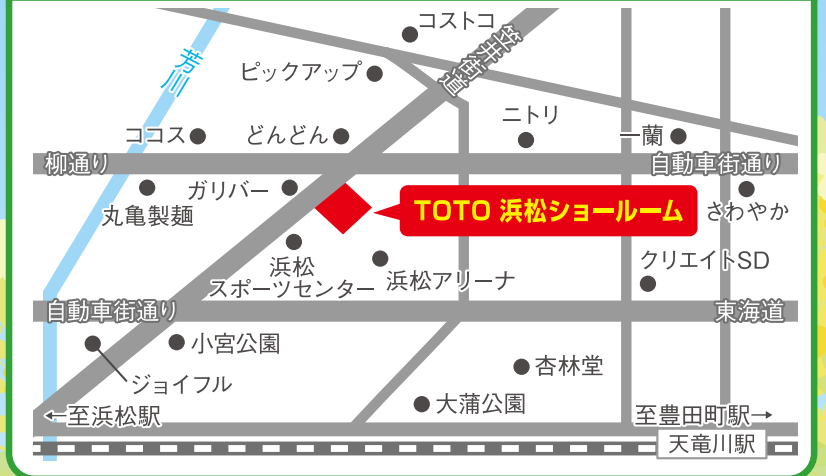 コストコ
笠井街道
芳川
ピックアップ
ニトリ
ココス
どんどん
一蘭
柳通り
自動車街通り
丸亀製麺
ガリバー
TOTO 浜松ショールーム
さわやか
浜松
スポーツセンター
浜松アリーナ
クリエイトSD
自動車街通り
東海道
小宮公園
ジョイフル
杏林堂
大蒲公園
←至浜松駅
至豊田町駅→
天竜川駅